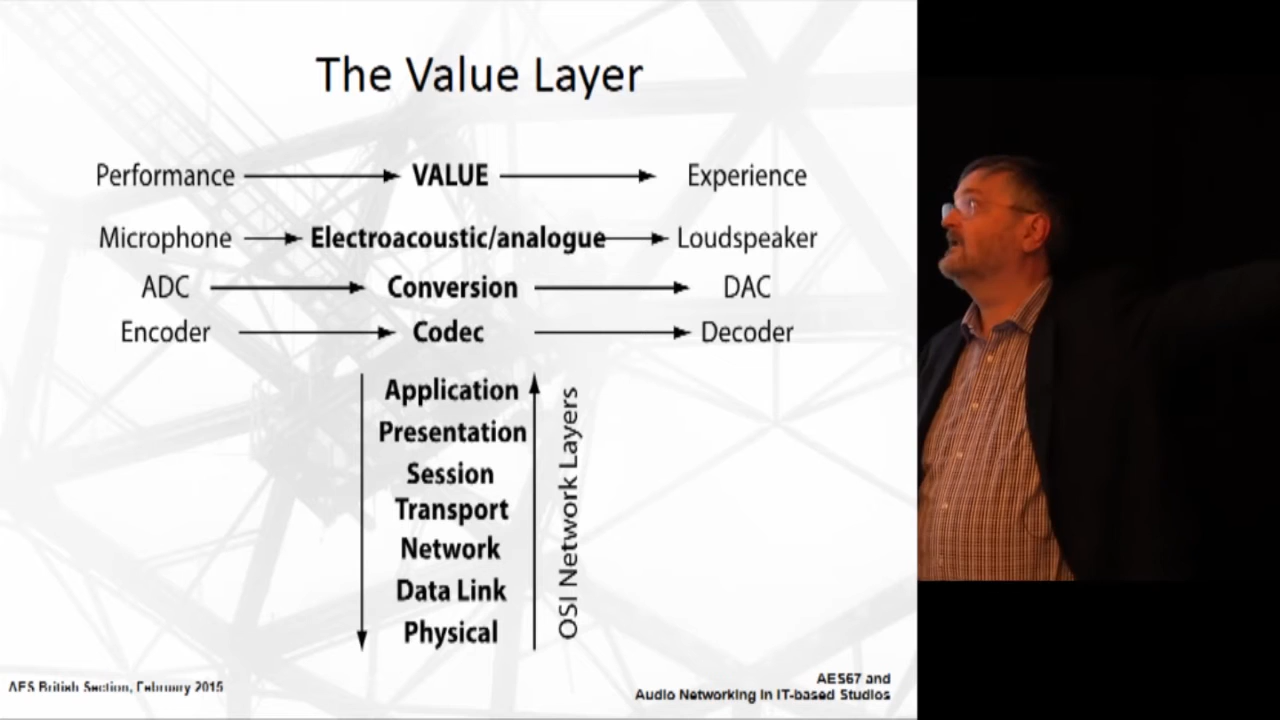 The Value Layer
Performance VALUE Experience
Microphone Electroacoustic/analogue Loudspeaker
ADC Conversion DAC
Encoder Codec Decoder
Application
Presentation
Session
Transport
Network
Data Link
Physical
OSI Network Layers
AES British Section, February 2015
AES67 and
Audio Networking in IT-based Studios